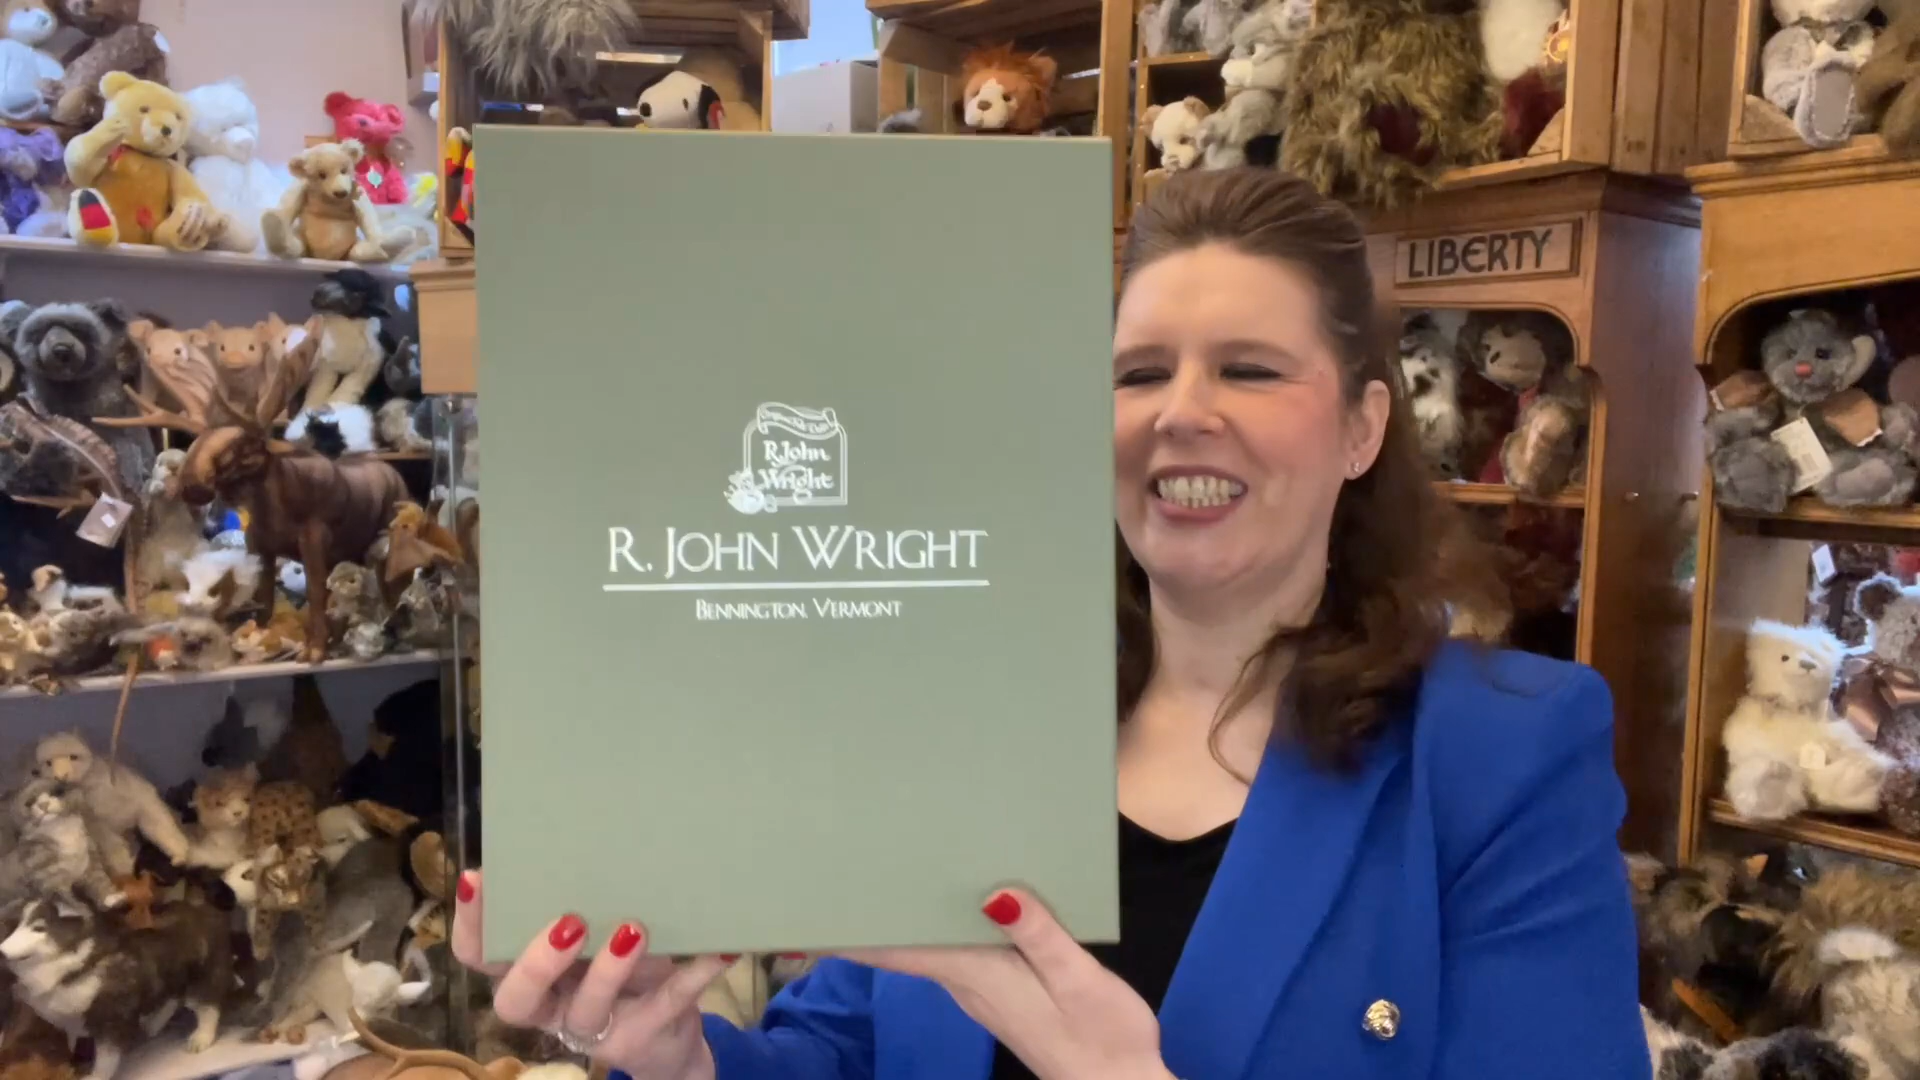 LIBERTY
R. John
Wright
R. JOHN WRIGHT
BENNINGTON, VERMONT